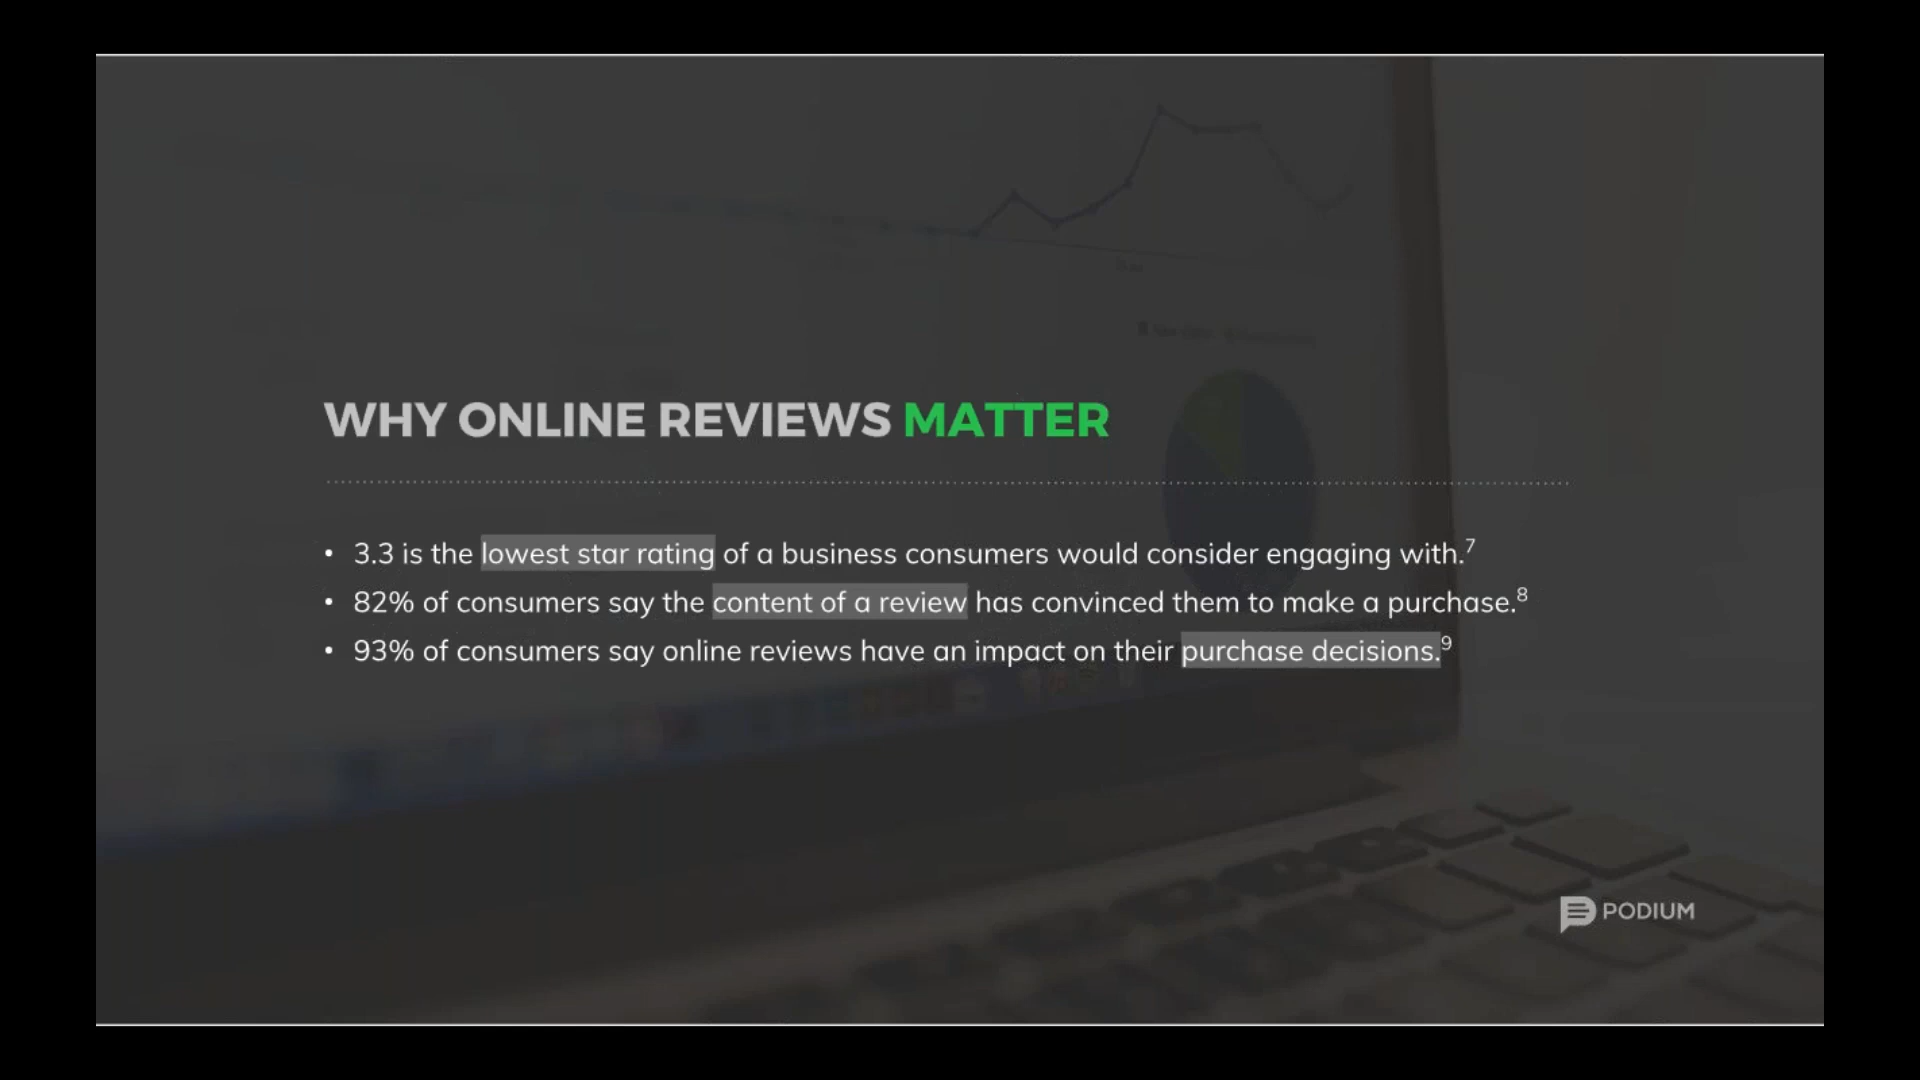 WHY ONLINE REVIEWS MATTER
• 3.3 is the lowest star rating of a business consumers would consider engaging with.⁷
• 82% of consumers say the content of a review has convinced them to make a purchase.⁸
• 93% of consumers say online reviews have an impact on their purchase decisions.⁹
PODIUM